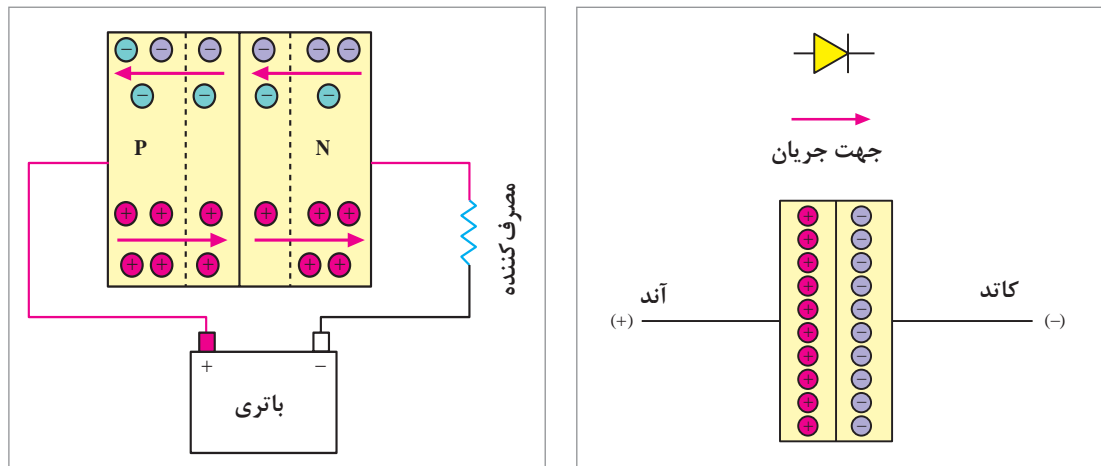 P
N
مصرف کننده
+ −
باتری
جهت جریان
آند
کاتد
(+)
(−)